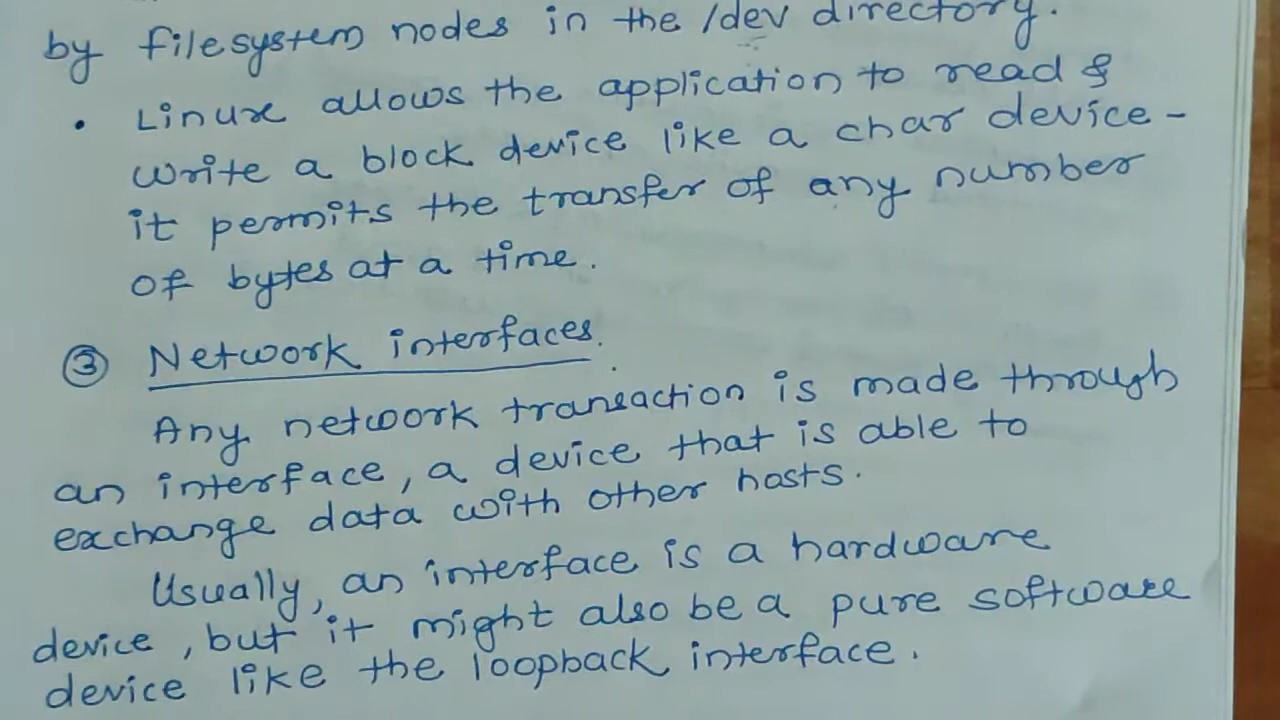 by filesystem nodes in the /dev directory.
• Linux allows the application to read &
write a block device like a char device -
it permits the transfer of any number
of bytes at a time.
③ Network interfaces.
Any network transaction is made through
an interface, a device that is able to
exchange data with other hosts.
Usually, an interface is a hardware
device, but it might also be a pure software
device like the loopback interface.